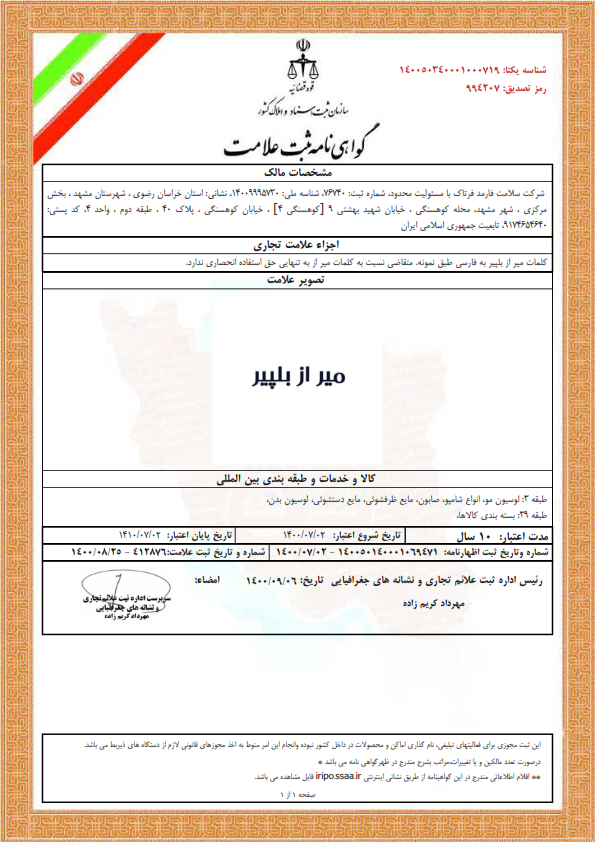 شناسه یکتا: ۱۴۰۰۵۰۳۴۰۰۰۱۰۰۰۷۱۹
رمز تصدیق: ۹۹۴۲۰۷
قوه قضائیه
سازمان ثبت اسناد و املاک کشور
گواهی نامه ثبت علامت
مشخصات مالک
شرکت سلامت فارمد فرتاک با مسئولیت محدود، شماره ثبت: ۷۶۷۴۰، شناسه ملی: ۱۴۰۰۹۹۹۵۷۳۰، نشانی: استان خراسان رضوی ، شهرستان مشهد ، بخش
مرکزی ، شهر مشهد، محله کوهسنگی ، خیابان شهید بهشتی ۹ [کوهسنگی ۴] ، خیابان کوهسنگی ، پلاک ۴۰ ، طبقه دوم ، واحد ۴، کد پستی:
۹۱۷۴۶۵۴۶۴۰، تابعیت جمهوری اسلامی ایران
اجزاء علامت تجاری
کلمات میر از بلپیر به فارسی طبق نمونه. متقاضی نسبت به کلمات میر از به تنهایی حق استفاده انحصاری ندارد.
تصویر علامت
میر از بلپیر
کالا و خدمات و طبقه بندی بین المللی
طبقه ۳: لوسیون مو، انواع شامپو، صابون، مایع ظرفشوئی، مایع دستشوئی، لوسیون بدن،
طبقه ۳۹: بسته بندی کالاها،
مدت اعتبار: ۱۰ سال تاریخ شروع اعتبار: ۱۴۰۰/۰۷/۰۲ تاریخ پایان اعتبار: ۱۴۱۰/۰۷/۰۲
شماره وتاریخ ثبت اظهارنامه: ۱۴۰۰۵۰۱۴۰۰۰۱۰۶۹۴۷۱ - ۱۴۰۰/۰۷/۰۲ شماره و تاریخ ثبت علامت:۴۱۲۸۷۶ - ۱۴۰۰/۰۸/۲۵
رئیس اداره ثبت علائم تجاری و نشانه های جغرافیایی تاریخ: ۱۴۰۰/۰۹/۰۶ امضاء:
مهرداد کریم زاده
سرپرست اداره ثبت علائم تجاری
و نشانه های جغرافیایی
مهرداد کریم زاده
این ثبت مجوزی برای فعالیتهای تبلیغی، نام گذاری اماکن و محصولات در داخل کشور نبوده وانجام این امر منوط به اخذ مجوزهای قانونی لازم از دستگاه های ذیربط می باشد.
درصورت تعدد مالکین و یا تغییرات،مراتب بشرح مندرج در ظهرگواهی نامه می باشد *
** اقلام اطلاعاتی مندرج در این گواهینامه از طریق نشانی اینترنتی iripo.ssaa.ir قابل مشاهده می باشد.
صفحه ۱ از ۱